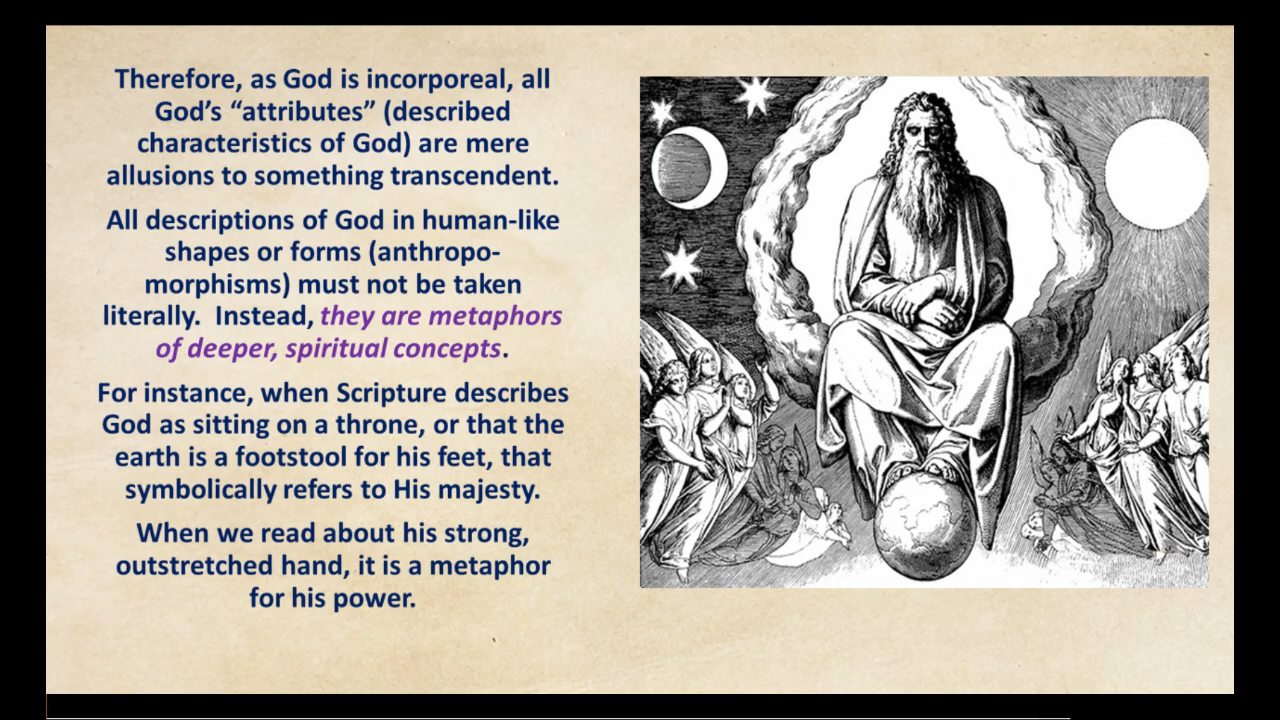 Therefore, as God is incorporeal, all
God’s “attributes” (described
characteristics of God) are mere
allusions to something transcendent.
All descriptions of God in human-like
shapes or forms (anthropo-
morphisms) must not be taken
literally.  Instead, they are metaphors
of deeper, spiritual concepts.
For instance, when Scripture describes
God as sitting on a throne, or that the
earth is a footstool for his feet, that
symbolically refers to His majesty.
When we read about his strong,
outstretched hand, it is a metaphor
for his power.